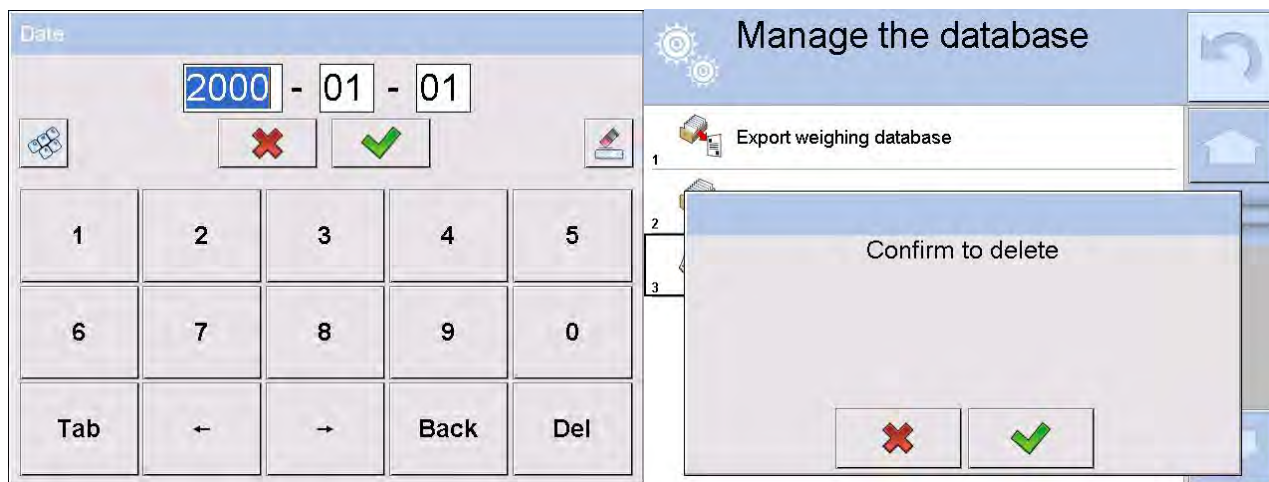 Date
2000 - 01 - 01
1 2 3 4 5
6 7 8 9 0
Tab ← → Back Del
Manage the database
1 Export weighing database
2
3
Confirm to delete